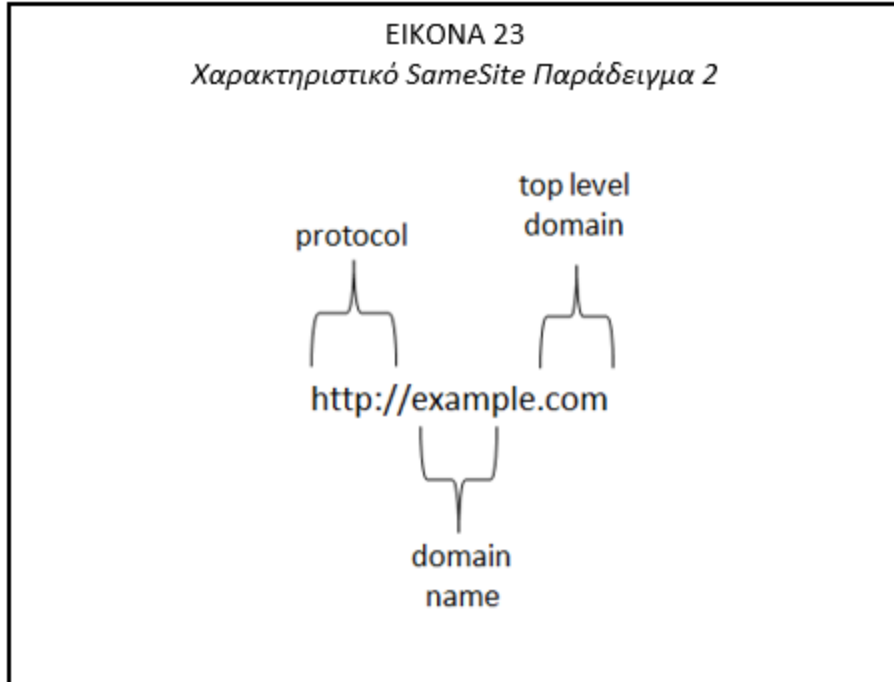 ΕΙΚΟΝΑ 23
Χαρακτηριστικό SameSite Παράδειγμα 2
top level
domain
protocol
http://example.com
domain
name